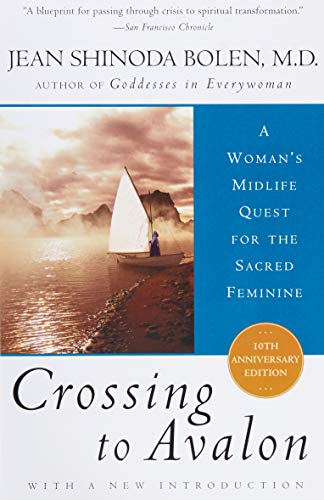 "A blueprint for passing through crisis to spiritual transformation."
—San Francisco Chronicle
JEAN SHINODA BOLEN, M.D.
AUTHOR OF Goddesses in Everywoman
A
WOMAN'S
MIDLIFE
QUEST
FOR THE
SACRED
FEMININE
10TH
ANNIVERSARY
EDITION
Crossing
to Avalon
WITH A NEW INTRODUCTION